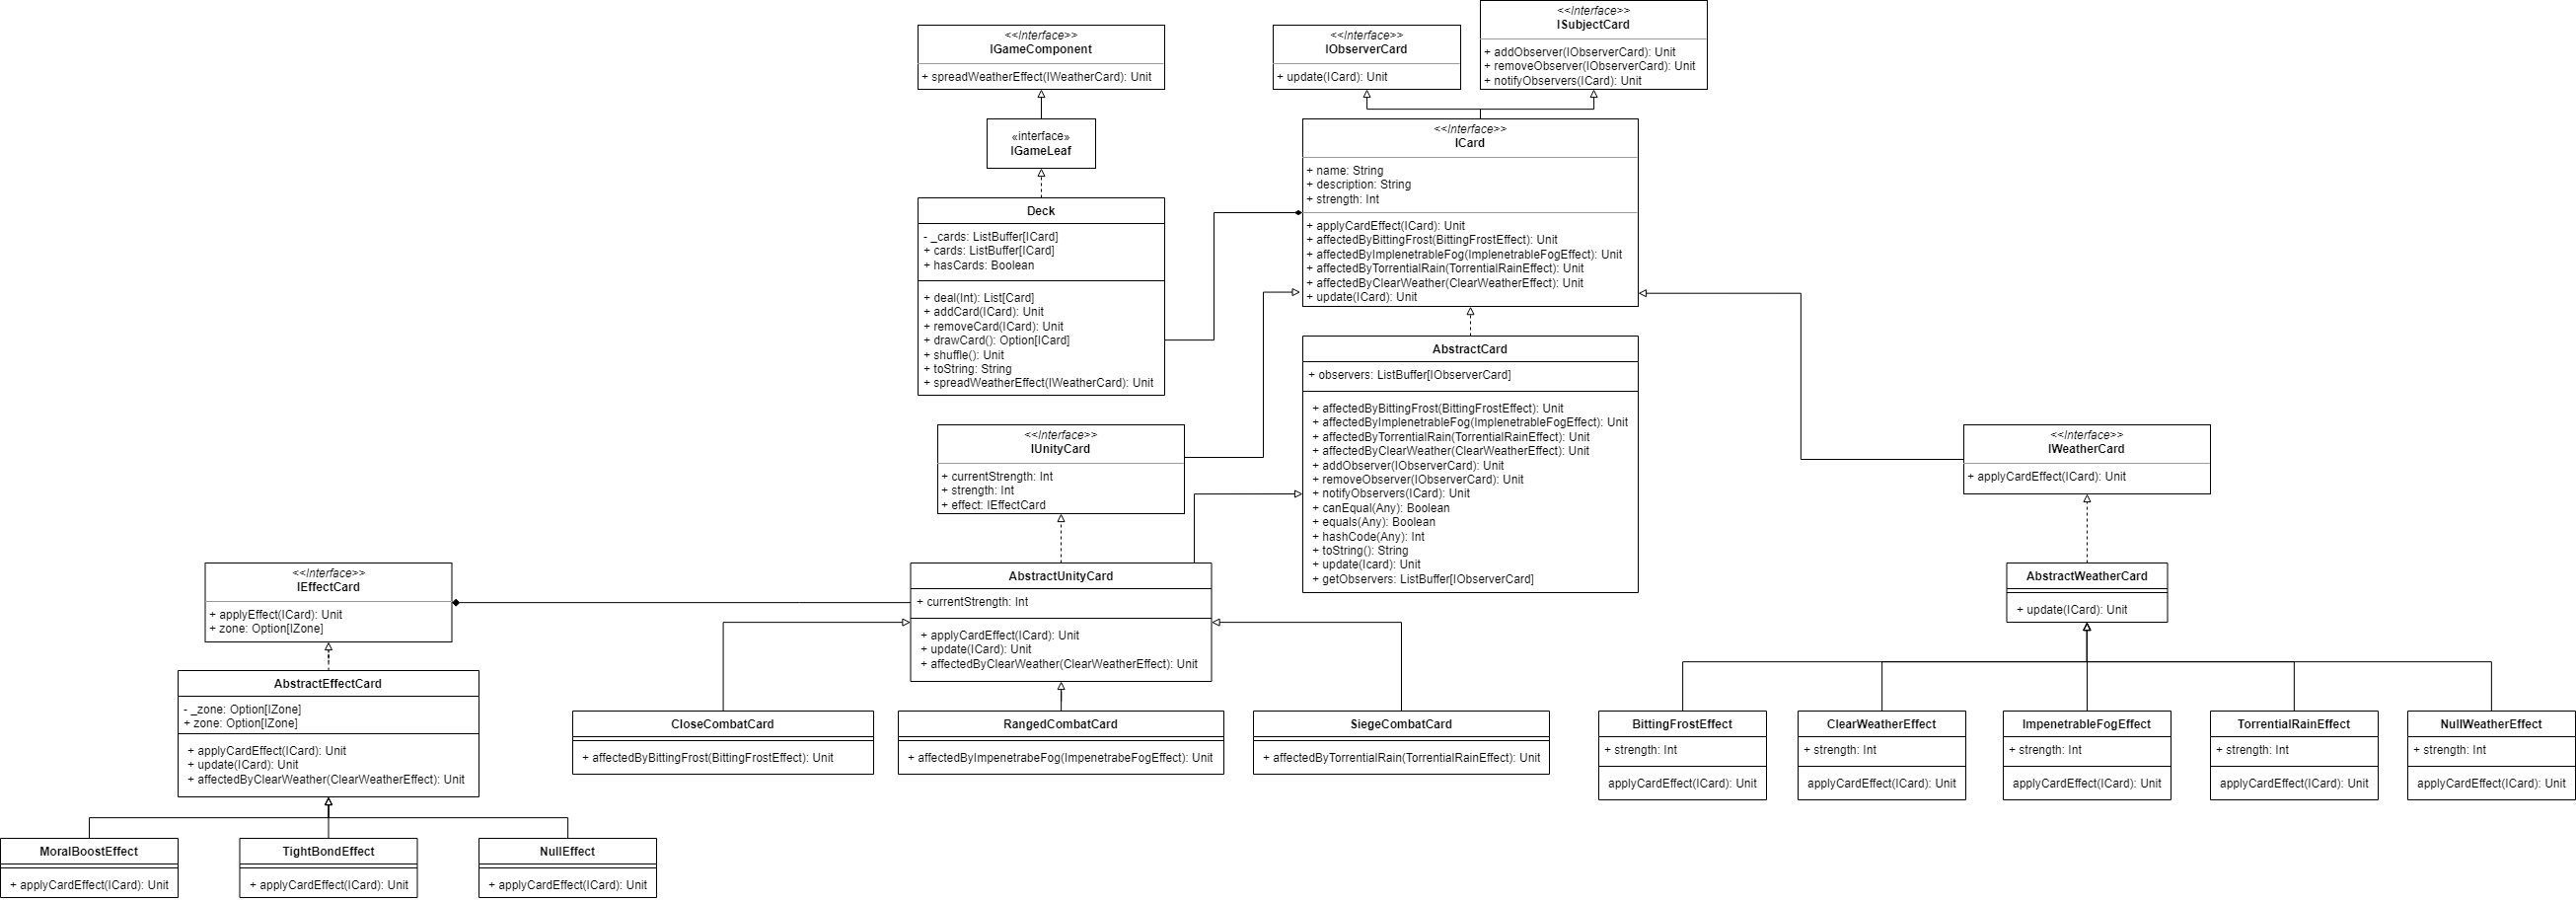 <<Interface>>
IGameComponent
+ spreadWeatherEffect(IWeatherCard): Unit
<<Interface>>
IObserverCard
+ update(ICard): Unit
<<Interface>>
ISubjectCard
+ addObserver(IObserverCard): Unit
+ removeObserver(IObserverCard): Unit
+ notifyObservers(ICard): Unit
«interface»
IGameLeaf
<<Interface>>
ICard
+ name: String
+ description: String
+ strength: Int
+ applyCardEffect(ICard): Unit
+ affectedByBittingFrost(BittingFrostEffect): Unit
+ affectedByImplenetrableFog(ImplenetrableFogEffect): Unit
+ affectedByTorrentialRain(TorrentialRainEffect): Unit
+ affectedByClearWeather(ClearWeatherEffect): Unit
+ update(ICard): Unit
Deck
- _cards: ListBuffer[ICard]
+ cards: ListBuffer[ICard]
+ hasCards: Boolean
+ deal(Int): List[Card]
+ addCard(ICard): Unit
+ removeCard(ICard): Unit
+ drawCard(): Option[ICard]
+ shuffle(): Unit
+ toString: String
+ spreadWeatherEffect(IWeatherCard): Unit
AbstractCard
+ observers: ListBuffer[IObserverCard]
+ affectedByBittingFrost(BittingFrostEffect): Unit
+ affectedByImplenetrableFog(ImplenetrableFogEffect): Unit
+ affectedByTorrentialRain(TorrentialRainEffect): Unit
+ affectedByClearWeather(ClearWeatherEffect): Unit
+ addObserver(IObserverCard): Unit
+ removeObserver(IObserverCard): Unit
+ notifyObservers(ICard): Unit
+ canEqual(Any): Boolean
+ equals(Any): Boolean
+ hashCode(Any): Int
+ toString(): String
+ update(Icard): Unit
+ getObservers: ListBuffer[IObserverCard]
<<Interface>>
IUnityCard
+ currentStrength: Int
+ strength: Int
+ effect: IEffectCard
<<Interface>>
IWeatherCard
+ applyCardEffect(ICard): Unit
<<Interface>>
IEffectCard
+ applyEffect(ICard): Unit
+ zone: Option[IZone]
AbstractUnityCard
+ currentStrength: Int
+ applyCardEffect(ICard): Unit
+ update(ICard): Unit
+ affectedByClearWeather(ClearWeatherEffect): Unit
AbstractWeatherCard
+ update(ICard): Unit
AbstractEffectCard
- _zone: Option[IZone]
+ zone: Option[IZone]
+ applyCardEffect(ICard): Unit
+ update(ICard): Unit
+ affectedByClearWeather(ClearWeatherEffect): Unit
CloseCombatCard
+ affectedByBittingFrost(BittingFrostEffect): Unit
RangedCombatCard
+ affectedByImpenetrabeFog(ImpenetrabeFogEffect): Unit
SiegeCombatCard
+ affectedByTorrentialRain(TorrentialRainEffect): Unit
BittingFrostEffect
+ strength: Int
applyCardEffect(ICard): Unit
ClearWeatherEffect
+ strength: Int
applyCardEffect(ICard): Unit
ImpenetrableFogEffect
+ strength: Int
applyCardEffect(ICard): Unit
TorrentialRainEffect
+ strength: Int
applyCardEffect(ICard): Unit
NullWeatherEffect
+ strength: Int
applyCardEffect(ICard): Unit
MoralBoostEffect
+ applyCardEffect(ICard): Unit
TightBondEffect
+ applyCardEffect(ICard): Unit
NullEffect
+ applyCardEffect(ICard): Unit